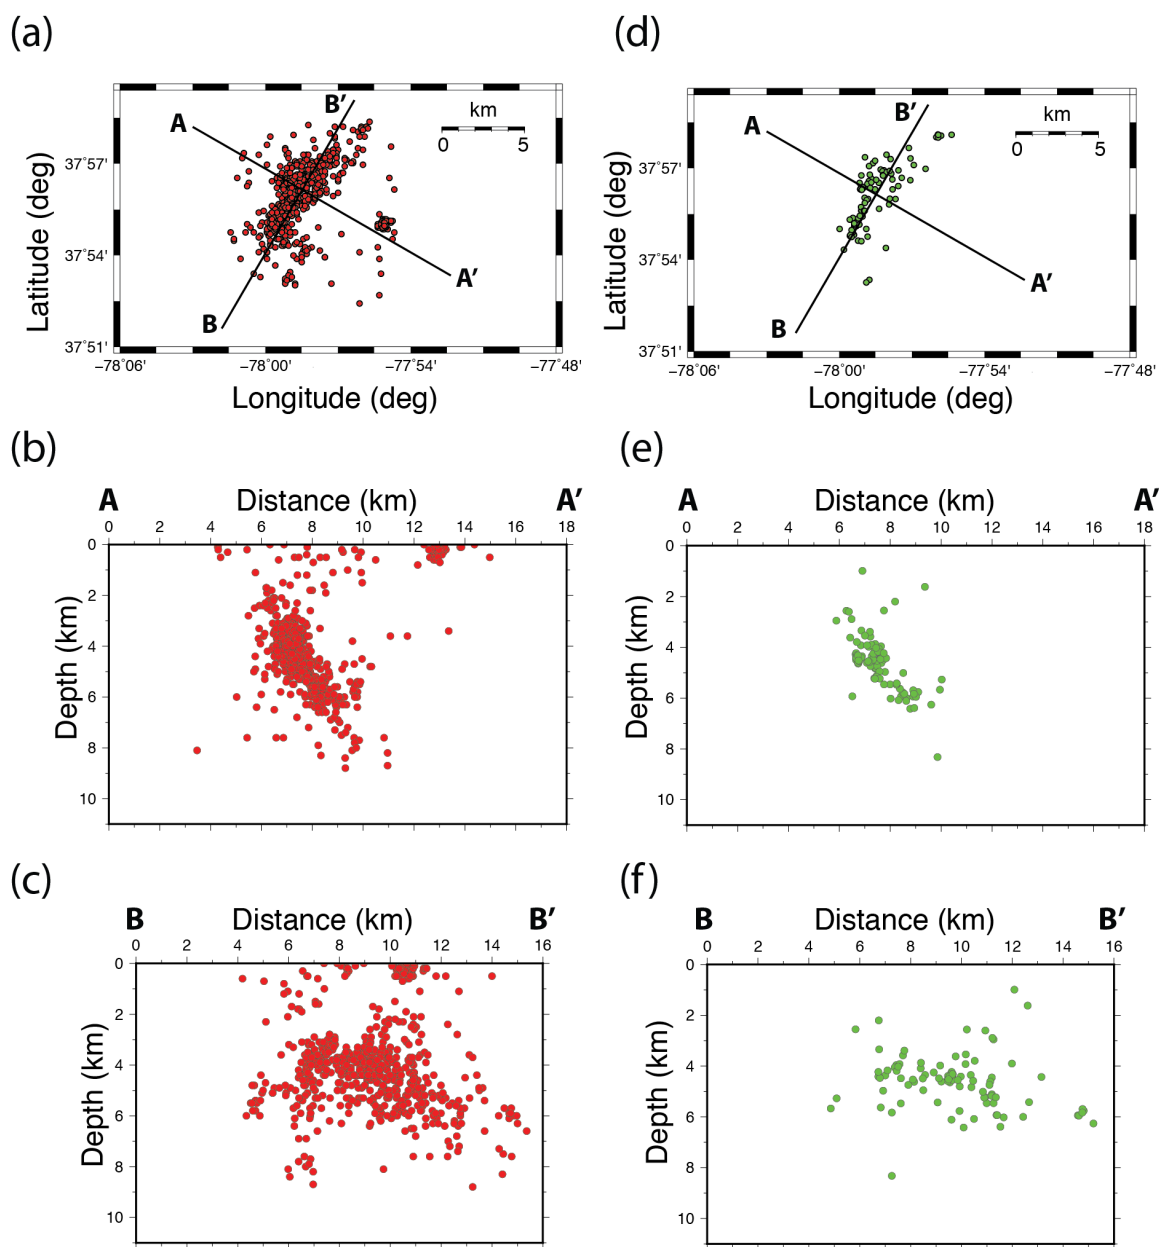 (a)
(d)
B'
km
A
0
5
37°57'
37°54'
37°51'
Latitude (deg)
A'
B
−78°06'
−78°00'
−77°54'
−77°48'
Longitude (deg)
B'
km
A
0
5
37°57'
37°54'
37°51'
Latitude (deg)
A'
B
−78°06'
−78°00'
−77°54'
−77°48'
Longitude (deg)
(b)
(e)
A
Distance (km)
A'
0 2 4 6 8 10 12 14 16 18
0
2
4
6
8
10
Depth (km)
A
Distance (km)
A'
0 2 4 6 8 10 12 14 16 18
0
2
4
6
8
10
Depth (km)
(c)
(f)
B
Distance (km)
B'
0 2 4 6 8 10 12 14 16
0
2
4
6
8
10
Depth (km)
B
Distance (km)
B'
0 2 4 6 8 10 12 14 16
0
2
4
6
8
10
Depth (km)